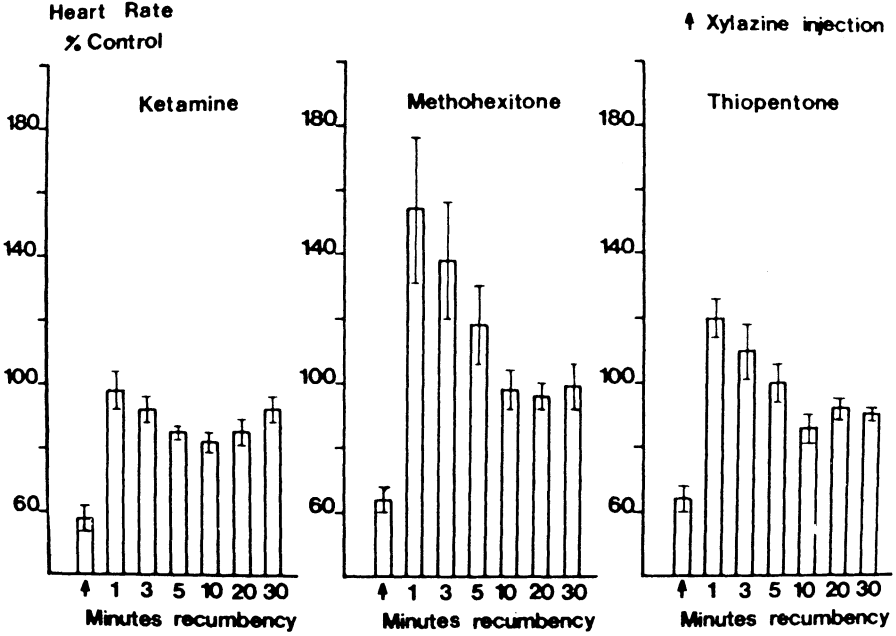 Heart Rate
% Control
↑ Xylazine injection
Ketamine
180
140
100
60
↑ 1 3 5 10 20 30
Minutes recumbency
Methohexitone
180
140
100
60
↑ 1 3 5 10 20 30
Minutes recumbency
Thiopentone
180
140
100
60
↑ 1 3 5 10 20 30
Minutes recumbency